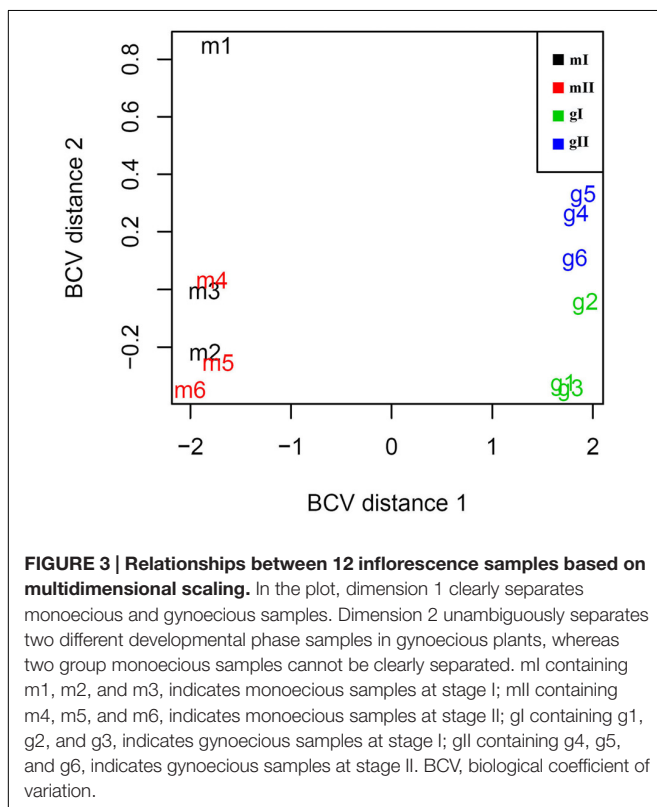 m1
mI
mII
gI
gII
0.8
0.6
0.4
0.2
−0.2
BCV distance 2
g5
g4
g6
g2
m4
m3
m2
m5
m6
g1
g3
−2
−1
0
1
2
BCV distance 1
FIGURE 3 | Relationships between 12 inflorescence samples based on
multidimensional scaling. In the plot, dimension 1 clearly separates
monoecious and gynoecious samples. Dimension 2 unambiguously separates
two different developmental phase samples in gynoecious plants, whereas
two group monoecious samples cannot be clearly separated. mI containing
m1, m2, and m3, indicates monoecious samples at stage I; mII containing
m4, m5, and m6, indicates monoecious samples at stage II; gI containing g1,
g2, and g3, indicates gynoecious samples at stage I; gII containing g4, g5,
and g6, indicates gynoecious samples at stage II. BCV, biological coefficient of
variation.